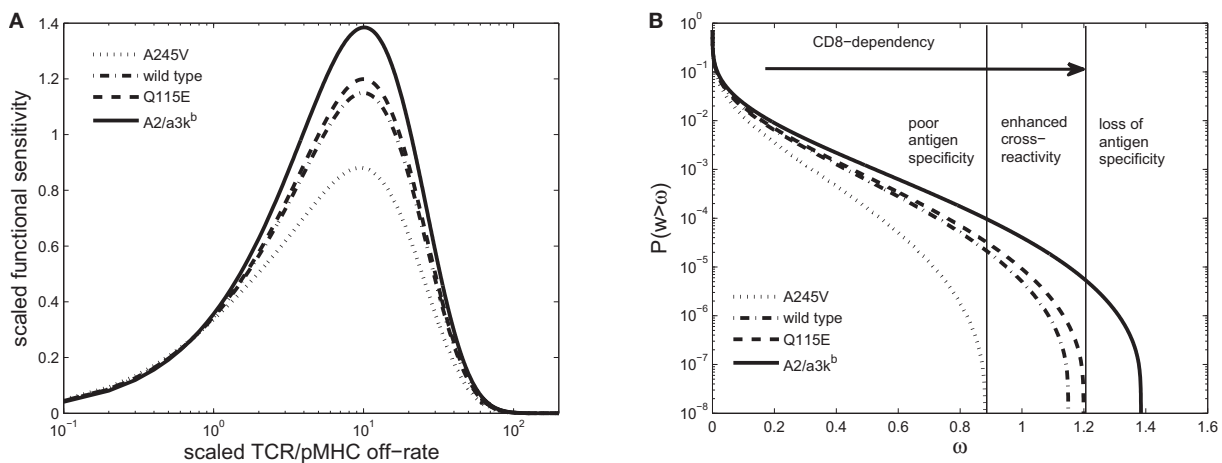 A
scaled functional sensitivity
1.4
1.2
1
0.8
0.6
0.4
0.2
0
A245V
wild type
Q115E
A2/a3k^b
10^−1
10^0
10^1
10^2
scaled TCR/pMHC off−rate
B
P(w>ω)
10^0
10^−1
10^−2
10^−3
10^−4
10^−5
10^−6
10^−7
10^−8
CD8−dependency
poor
antigen
specificity
enhanced
cross−
reactivity
loss of
antigen
specificity
A245V
wild type
Q115E
A2/a3k^b
0
0.2
0.4
0.6
0.8
1
1.2
1.4
1.6
ω